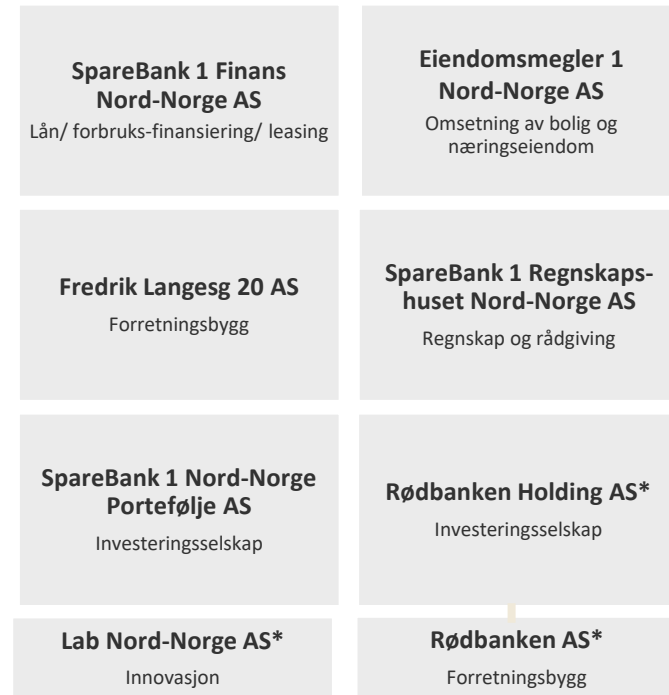 SpareBank 1 Finans
Nord-Norge AS
Lån/ forbruks-finansiering/ leasing
Eiendomsmegler 1
Nord-Norge AS
Omsetning av bolig og
næringseiendom
Fredrik Langesg 20 AS
Forretningsbygg
SpareBank 1 Regnskaps-
huset Nord-Norge AS
Regnskap og rådgiving
SpareBank 1 Nord-Norge
Portefølje AS
Investeringsselskap
Rødbanken Holding AS*
Investeringsselskap
Lab Nord-Norge AS*
Innovasjon
Rødbanken AS*
Forretningsbygg